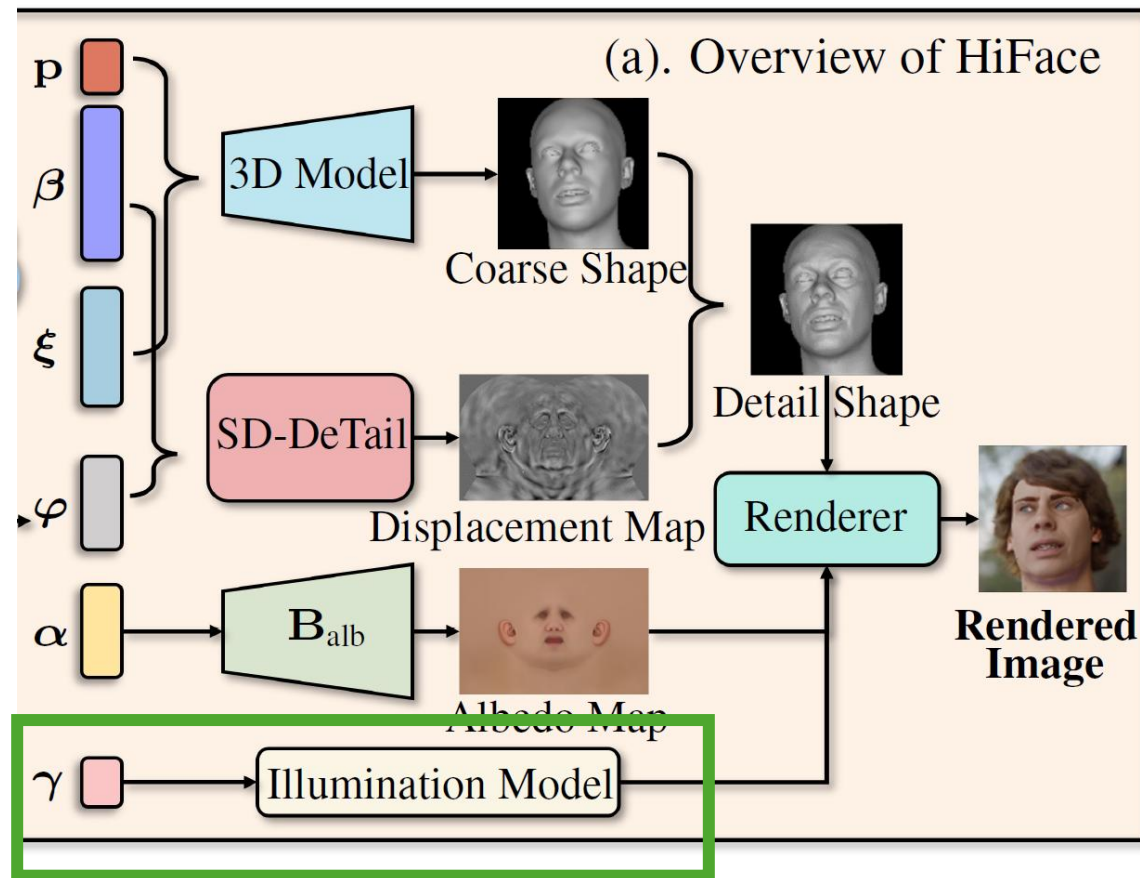 (a). Overview of HiFace
p
β
3D Model
Coarse Shape
ξ
SD-DeTail
Detail Shape
φ
Displacement Map
Renderer
α
B_alb
Rendered
Image
Albedo Map
γ
Illumination Model